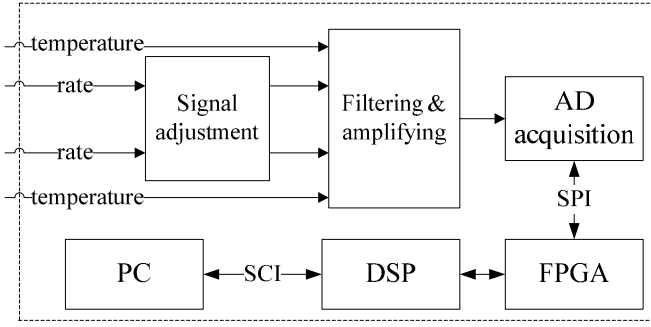 temperature
rate
Signal
adjustment
rate
temperature
Filtering &
amplifying
AD
acquisition
SPI
PC
SCI
DSP
FPGA